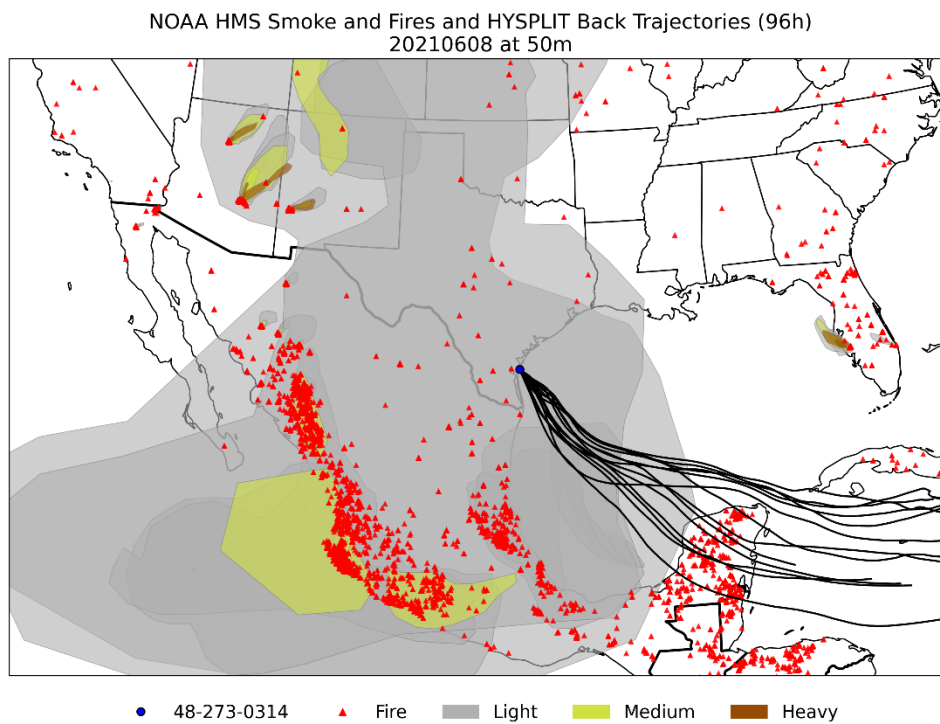 NOAA HMS Smoke and Fires and HYSPLIT Back Trajectories (96h)
20210608 at 50m
48-273-0314 Fire Light Medium Heavy